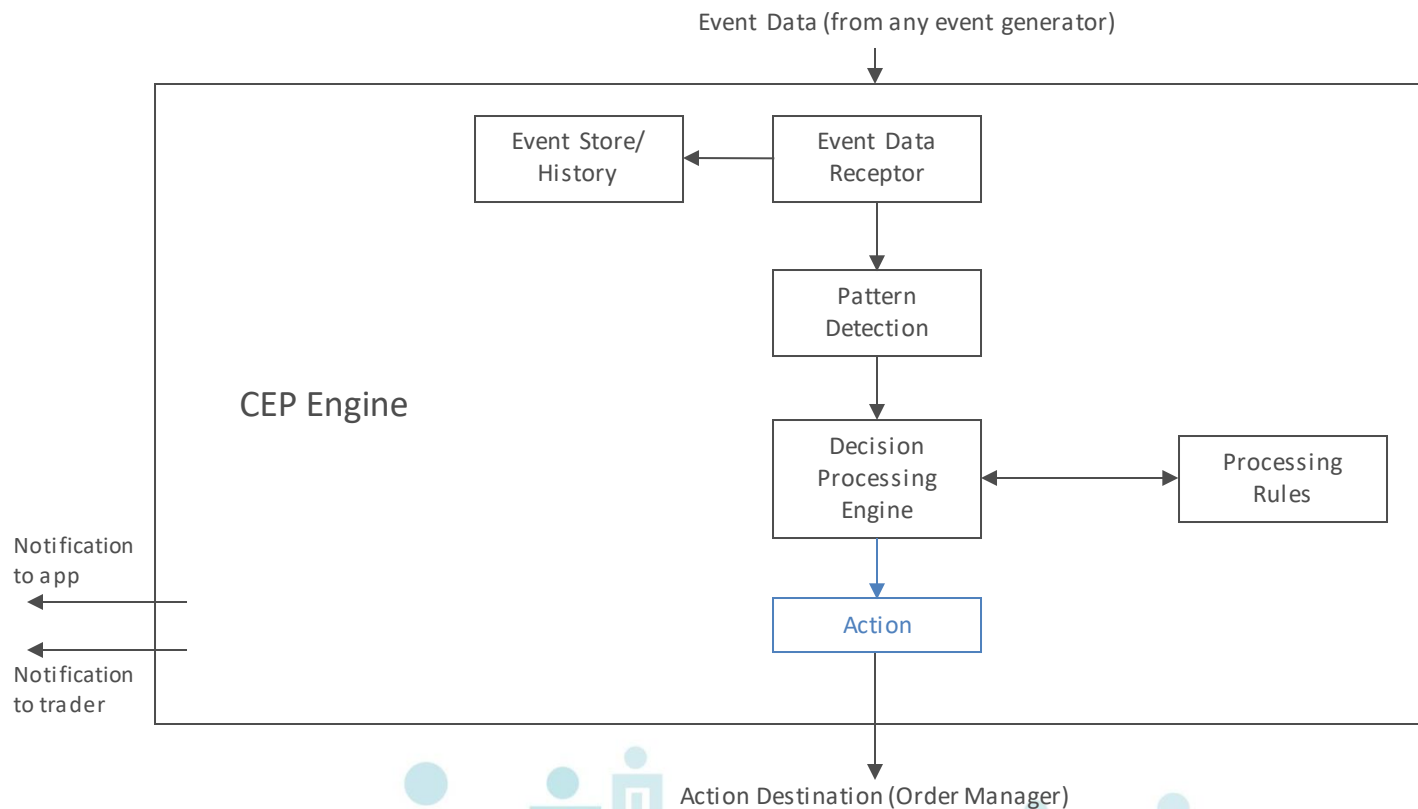 Event Data (from any event generator)
Event Store/
History
Event Data
Receptor
Pattern
Detection
CEP Engine
Decision
Processing
Engine
Processing
Rules
Notification
to app
Action
Notification
to trader
Action Destination (Order Manager)